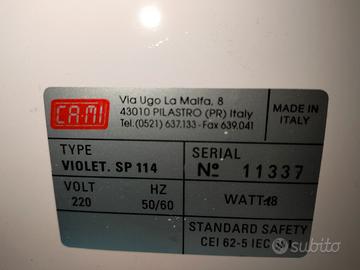 CA-MI
Via Ugo La Malfa, 8
43010 PILASTRO (PR) Italy
Tel. (0521) 637.133 - Fax 639.041
MADE IN
ITALY
TYPE
VIOLET. SP 114
SERIAL
No 11337
VOLT HZ
220 50/60
WATT. 18
STANDARD SAFETY
CEI 62-5 IEC
subito